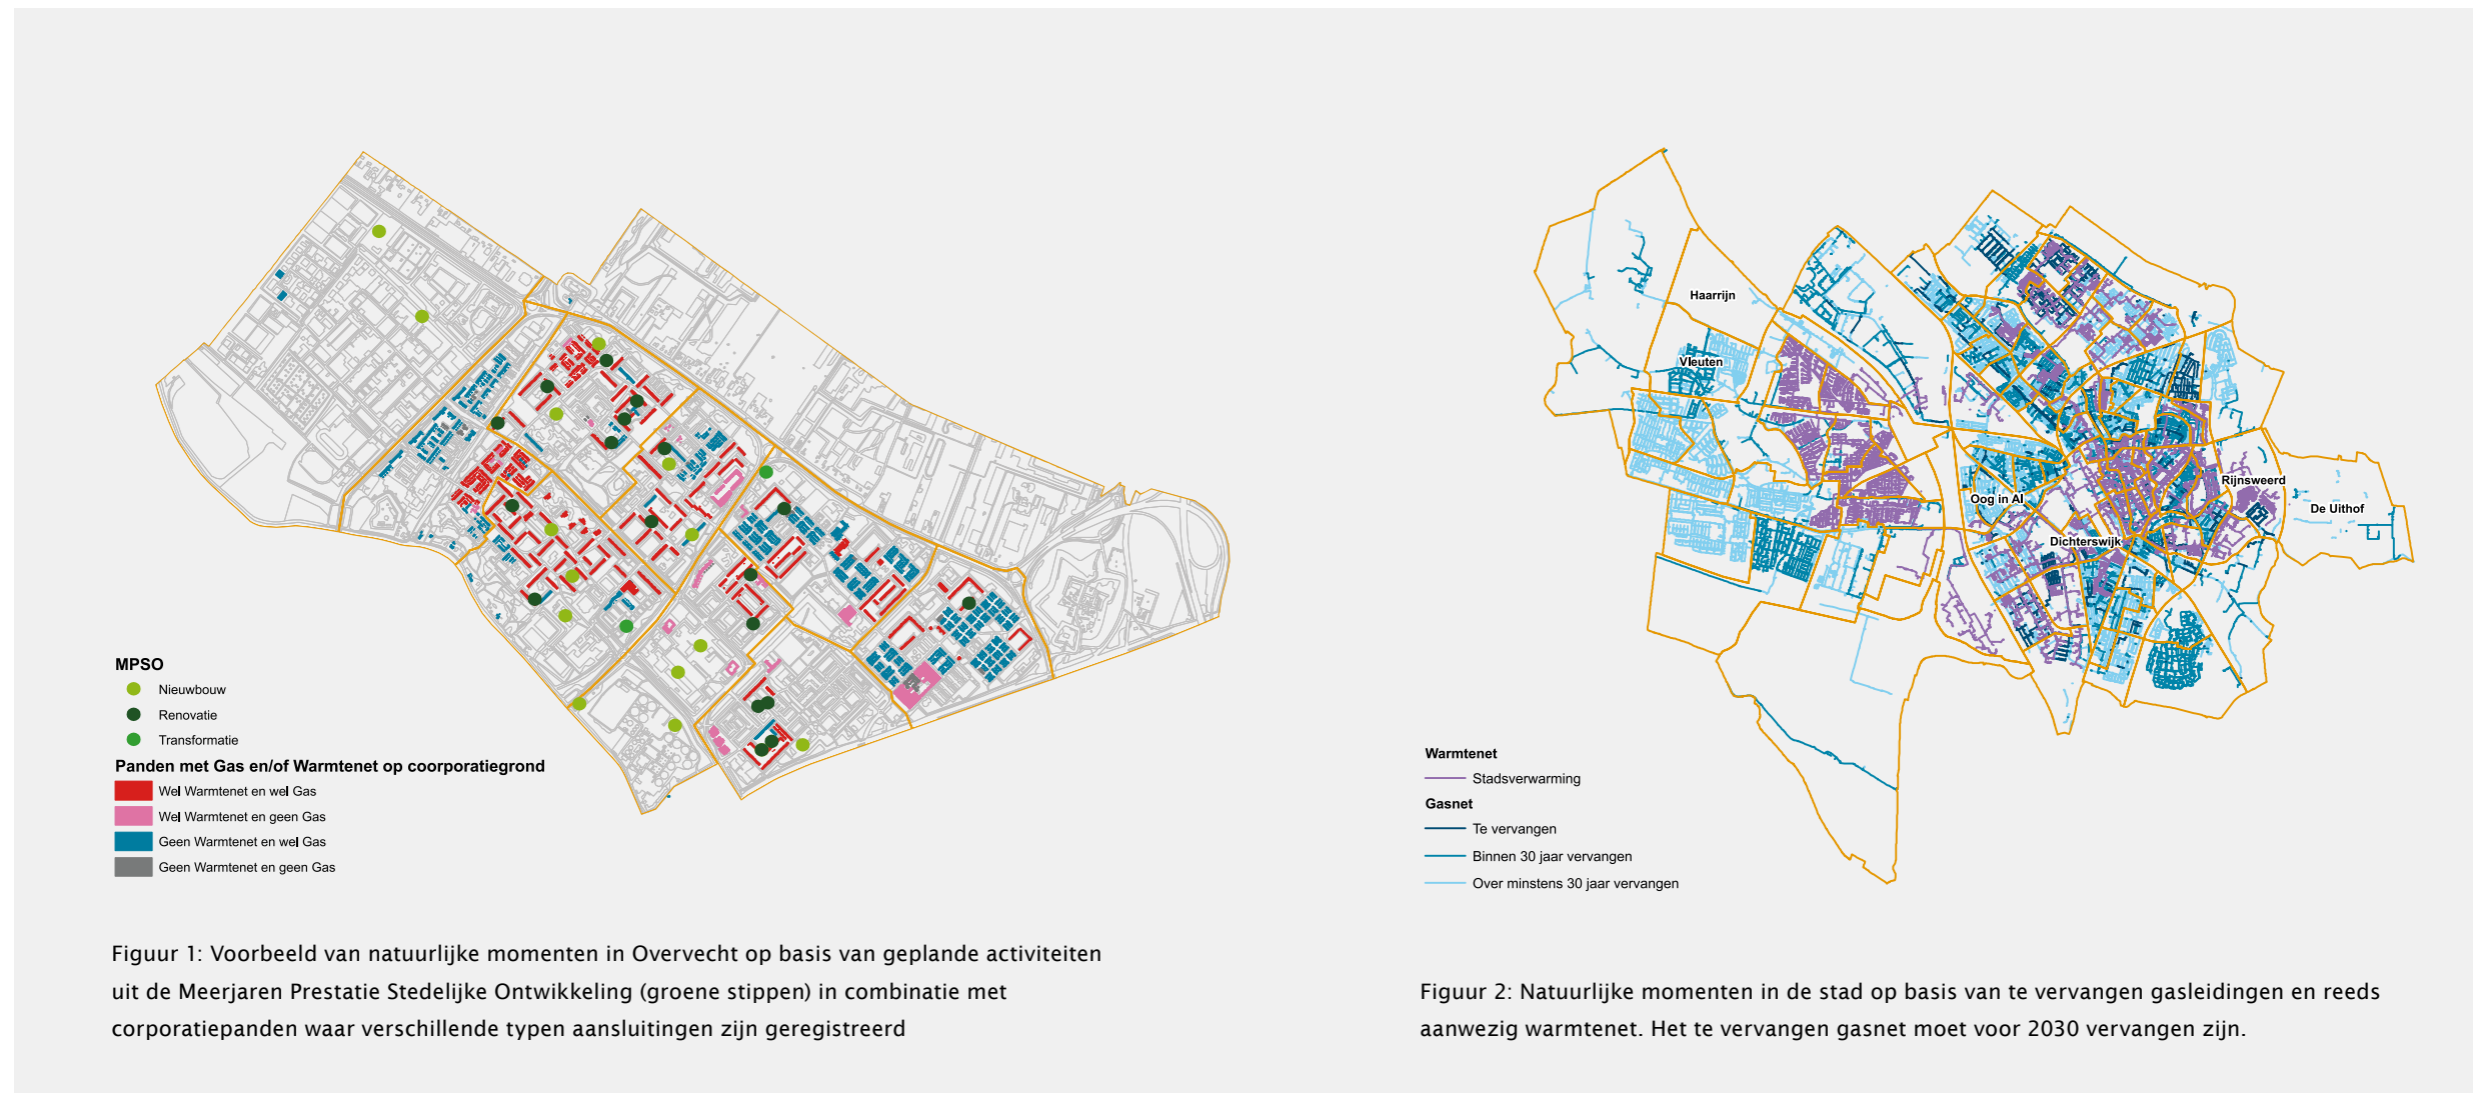 MPSO
Nieuwbouw
Renovatie
Transformatie
Panden met Gas en/of Warmtenet op coorporatiegrond
Wel Warmtenet en wel Gas
Wel Warmtenet en geen Gas
Geen Warmtenet en wel Gas
Geen Warmtenet en geen Gas
Figuur 1: Voorbeeld van natuurlijke momenten in Overvecht op basis van geplande activiteiten
uit de Meerjaren Prestatie Stedelijke Ontwikkeling (groene stippen) in combinatie met
corporatiepanden waar verschillende typen aansluitingen zijn geregistreerd
Haarrijn
Vleuten
Oog in Al
Rijnsweerd
De Uithof
Dichterswijk
Warmtenet
Stadsverwarming
Gasnet
Te vervangen
Binnen 30 jaar vervangen
Over minstens 30 jaar vervangen
Figuur 2: Natuurlijke momenten in de stad op basis van te vervangen gasleidingen en reeds
aanwezig warmtenet. Het te vervangen gasnet moet voor 2030 vervangen zijn.